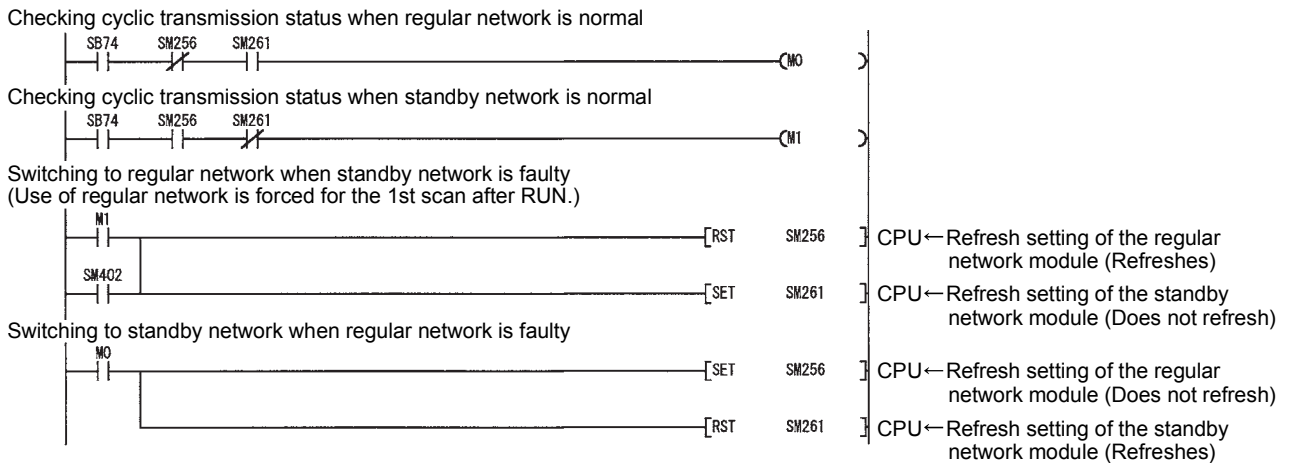 Checking cyclic transmission status when regular network is normal
SB74 SM256 SM261
M0
Checking cyclic transmission status when standby network is normal
SB74 SM256 SM261
M1
Switching to regular network when standby network is faulty
(Use of regular network is forced for the 1st scan after RUN.)
M1
RST SM256 CPU←Refresh setting of the regular
network module (Refreshes)
SM402
SET SM261 CPU←Refresh setting of the standby
network module (Does not refresh)
Switching to standby network when regular network is faulty
M0
SET SM256 CPU←Refresh setting of the regular
network module (Does not refresh)
RST SM261 CPU←Refresh setting of the standby
network module (Refreshes)